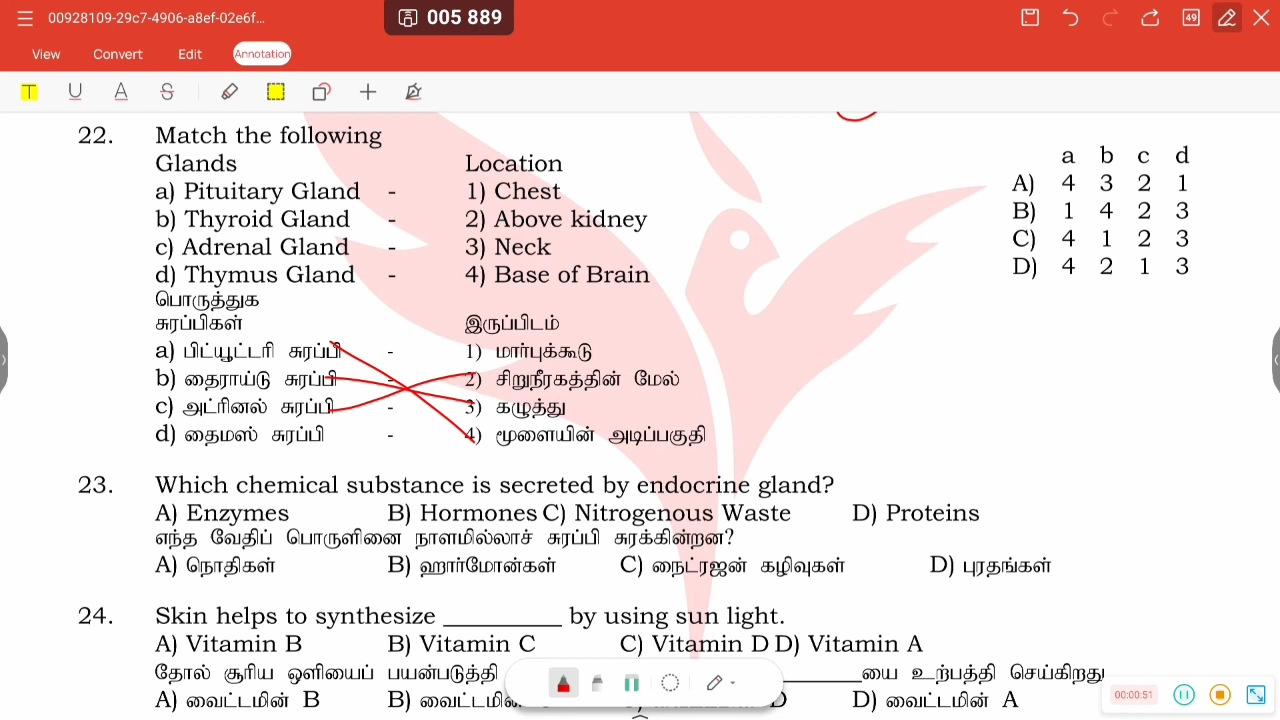 00928109-29c7-4906-a8ef-02e6f...
005 889
49
View Convert Edit Annotation
T U A S
22. Match the following
Glands Location
a) Pituitary Gland - 1) Chest
b) Thyroid Gland - 2) Above kidney
c) Adrenal Gland - 3) Neck
d) Thymus Gland - 4) Base of Brain
a b c d
A) 4 3 2 1
B) 1 4 2 3
C) 4 1 2 3
D) 4 2 1 3
பொருத்துக
சுரப்பிகள் இருப்பிடம்
a) பிட்யூட்டரி சுரப்பி - 1) மார்புக்கூடு
b) தைராய்டு சுரப்பி - 2) சிறுநீரகத்தின் மேல்
c) அட்ரினல் சுரப்பி - 3) கழுத்து
d) தைமஸ் சுரப்பி - 4) மூளையின் அடிப்பகுதி
23. Which chemical substance is secreted by endocrine gland?
A) Enzymes B) Hormones C) Nitrogenous Waste D) Proteins
எந்த வேதிப் பொருளினை நாளமில்லாச் சுரப்பி சுரக்கின்றன?
A) நொதிகள் B) ஹார்மோன்கள் C) நைட்ரஜன் கழிவுகள் D) புரதங்கள்
24. Skin helps to synthesize __________ by using sun light.
A) Vitamin B B) Vitamin C C) Vitamin D D) Vitamin A
தோல் சூரிய ஒளியைப் பயன்படுத்தி ______யை உற்பத்தி செய்கிறது
A) வைட்டமின் B B) D D) வைட்டமின் A
00:00:51